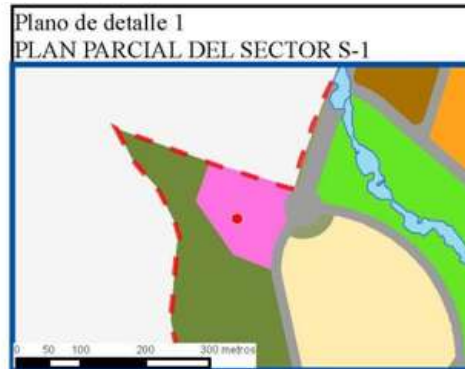 Plano de detalle 1
PLAN PARCIAL DEL SECTOR S-1
0 50 100 200 300 metros